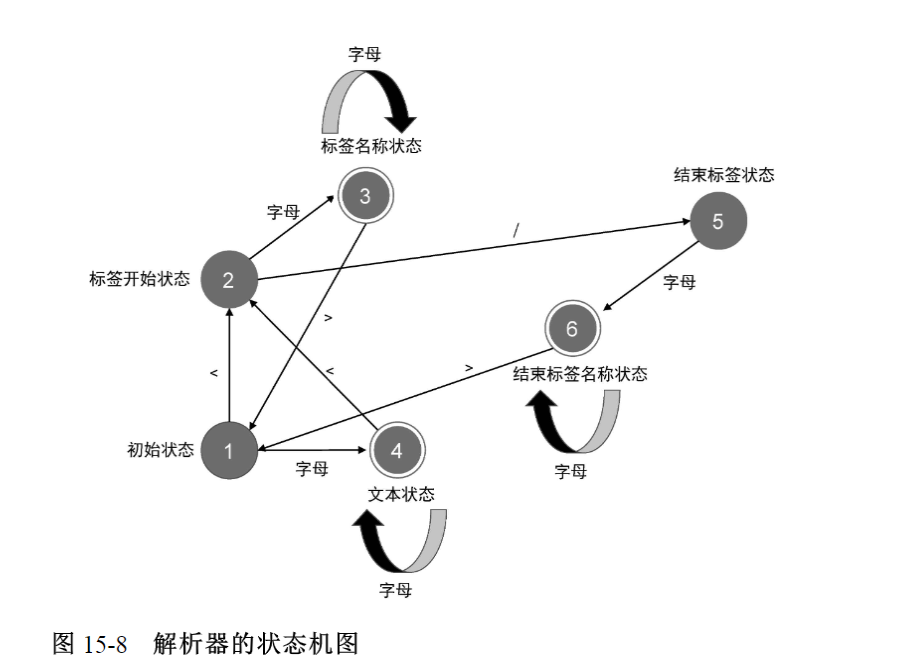 字母
标签名称状态
3
结束标签状态
5
字母
/
标签开始状态
2
字母
>
6
<
<
>
结束标签名称状态
初始状态
1
字母
4
字母
文本状态
字母
图 15-8 解析器的状态机图